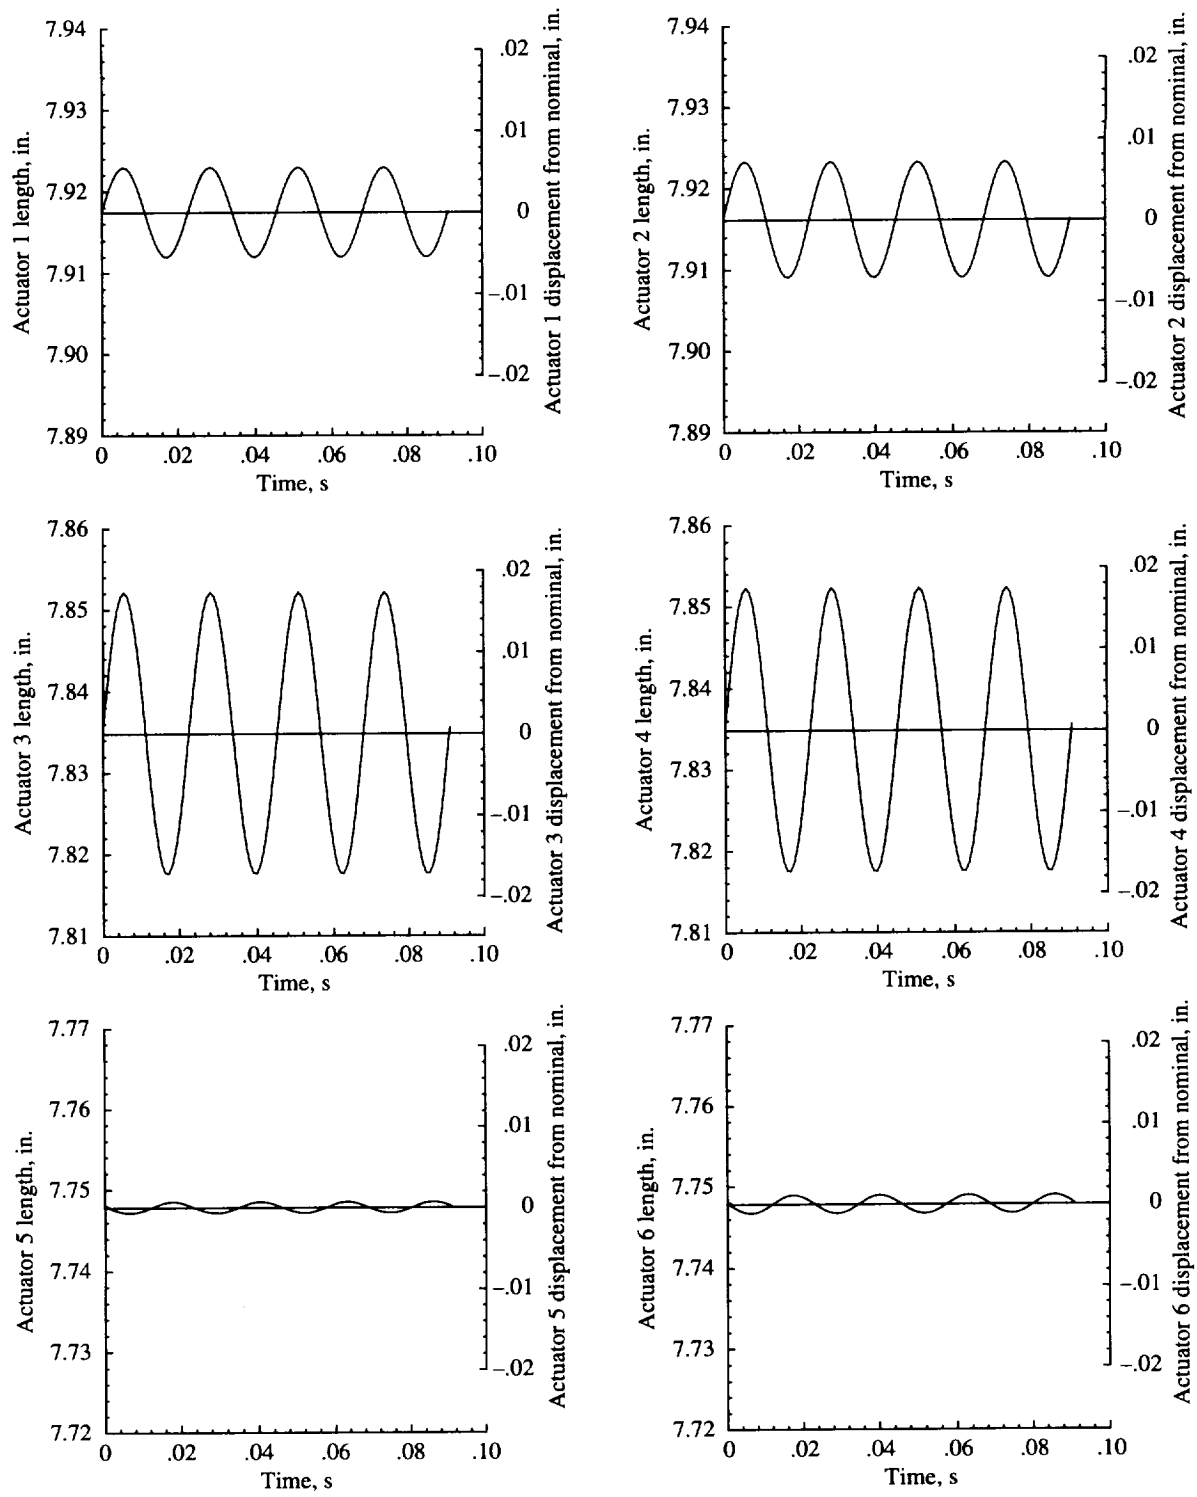 Actuator 1 length, in.
7.94
7.93
7.92
7.91
7.90
7.89
0 .02 .04 .06 .08 .10
Time, s
.02
.01
0
–.01
–.02
Actuator 1 displacement from nominal, in.
Actuator 2 length, in.
7.94
7.93
7.92
7.91
7.90
7.89
0 .02 .04 .06 .08 .10
Time, s
.02
.01
0
–.01
–.02
Actuator 2 displacement from nominal, in.
Actuator 3 length, in.
7.86
7.85
7.84
7.83
7.82
7.81
0 .02 .04 .06 .08 .10
Time, s
.02
.01
0
–.01
–.02
Actuator 3 displacement from nominal, in.
Actuator 4 length, in.
7.86
7.85
7.84
7.83
7.82
7.81
0 .02 .04 .06 .08 .10
Time, s
.02
.01
0
–.01
–.02
Actuator 4 displacement from nominal, in.
Actuator 5 length, in.
7.77
7.76
7.75
7.74
7.73
7.72
0 .02 .04 .06 .08 .10
Time, s
.02
.01
0
–.01
–.02
Actuator 5 displacement from nominal, in.
Actuator 6 length, in.
7.77
7.76
7.75
7.74
7.73
7.72
0 .02 .04 .06 .08 .10
Time, s
.02
.01
0
–.01
–.02
Actuator 6 displacement from nominal, in.